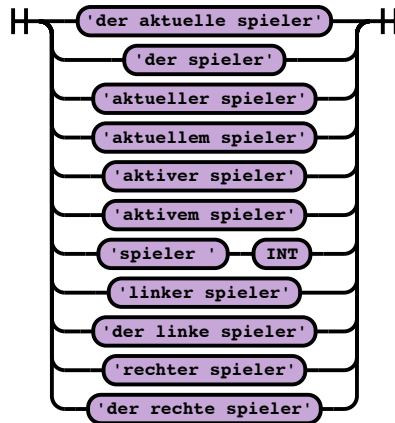 'der aktuelle spieler'
'der spieler'
'aktueller spieler'
'aktuellem spieler'
'aktiver spieler'
'aktivem spieler'
'spieler ' INT
'linker spieler'
'der linke spieler'
'rechter spieler'
'der rechte spieler'